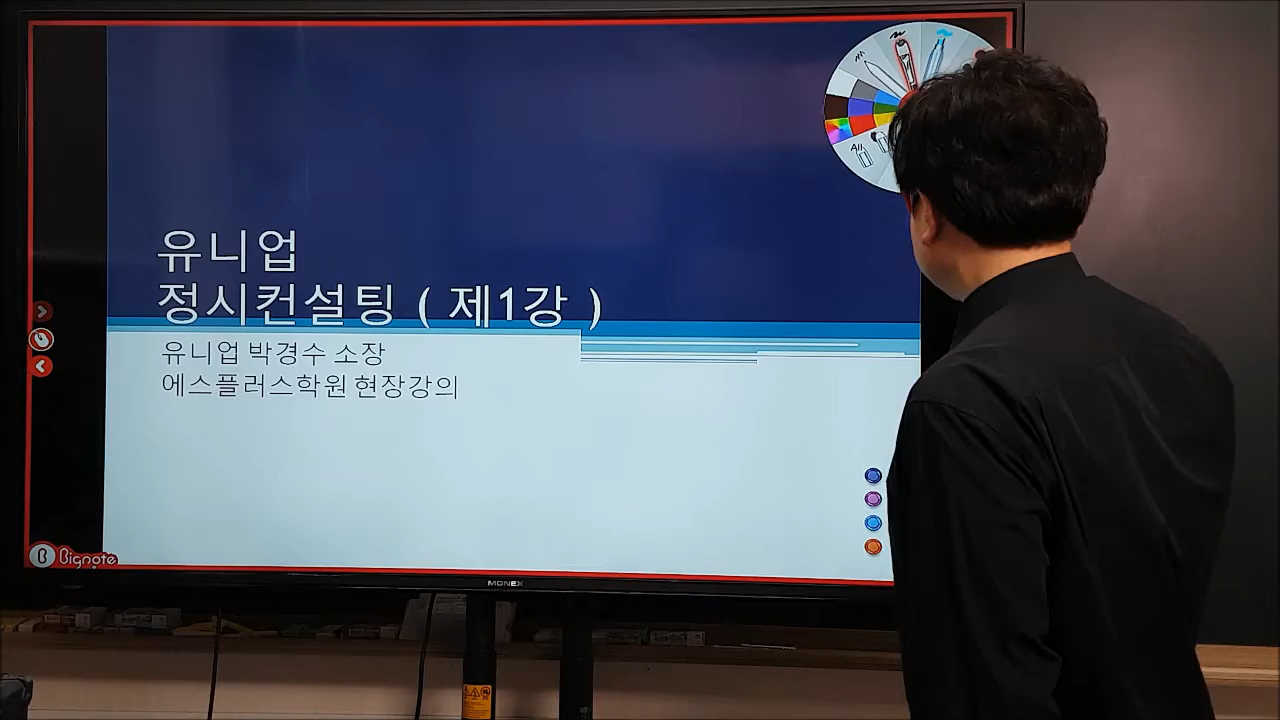 유니업
정시컨설팅 ( 제1강 )
유니업 박경수 소장
에스플러스학원 현장강의
All
Bignote
MONEX